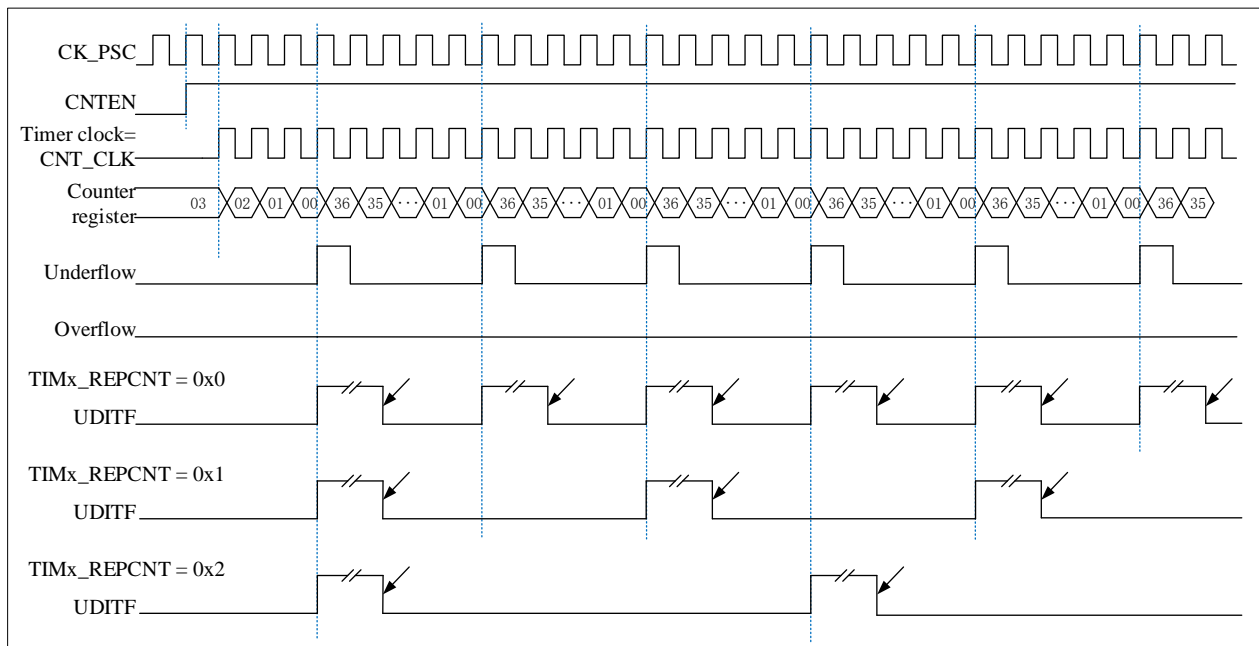 CK_PSC
CNTEN
Timer clock=
CNT_CLK
Counter
register
03 02 01 00 36 35 ··· 01 00 36 35 ··· 01 00 36 35 ··· 01 00 36 35 ··· 01 00 36 35 ··· 01 00 36 35
Underflow
Overflow
TIMx_REPCNT = 0x0
UDITF
TIMx_REPCNT = 0x1
UDITF
TIMx_REPCNT = 0x2
UDITF